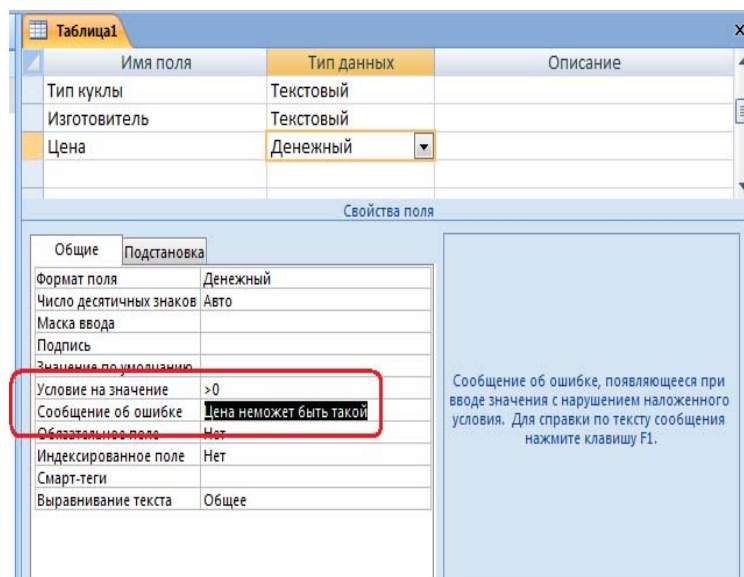 Таблица1
x
Имя поля Тип данных Описание
Тип куклы Текстовый
Изготовитель Текстовый
Цена Денежный
Свойства поля
Общие Подстановка
Формат поля Денежный
Число десятичных знаков Авто
Маска ввода
Подпись
Значение по умолчанию
Условие на значение >0
Сообщение об ошибке Цена неможет быть такой
Обязательное поле Нет
Индексированное поле Нет
Смарт-теги
Выравнивание текста Общее
Сообщение об ошибке, появляющееся при
вводе значения с нарушением наложенного
условия. Для справки по тексту сообщения
нажмите клавишу F1.